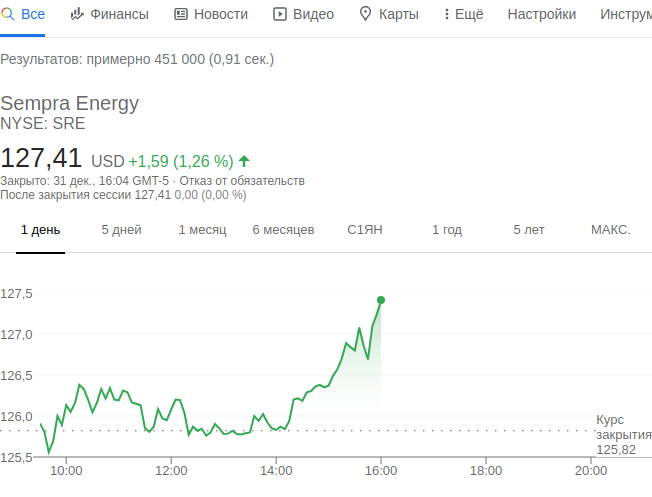 Все Финансы Новости Видео Карты Ещё Настройки
Результатов: примерно 451 000 (0,91 сек.)
Sempra Energy
NYSE: SRE
127,41 USD +1,59 (1,26 %)
Закрыто: 31 дек., 16:04 GMT-5 · Отказ от обязательств
После закрытия сессии 127,41 0,00 (0,00 %)
1 день 5 дней 1 месяц 6 месяцев С1ЯН 1 год 5 лет МАКС.
127,5
127,0
126,5
126,0
125,5
Курс
закрытия
125,82
10:00 12:00 14:00 16:00 18:00 20:00